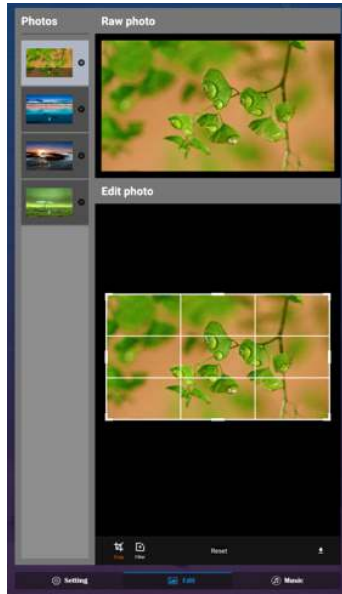 Photos
Raw photo
Edit photo
Crop
Filter
Reset
Setting
Edit
Music